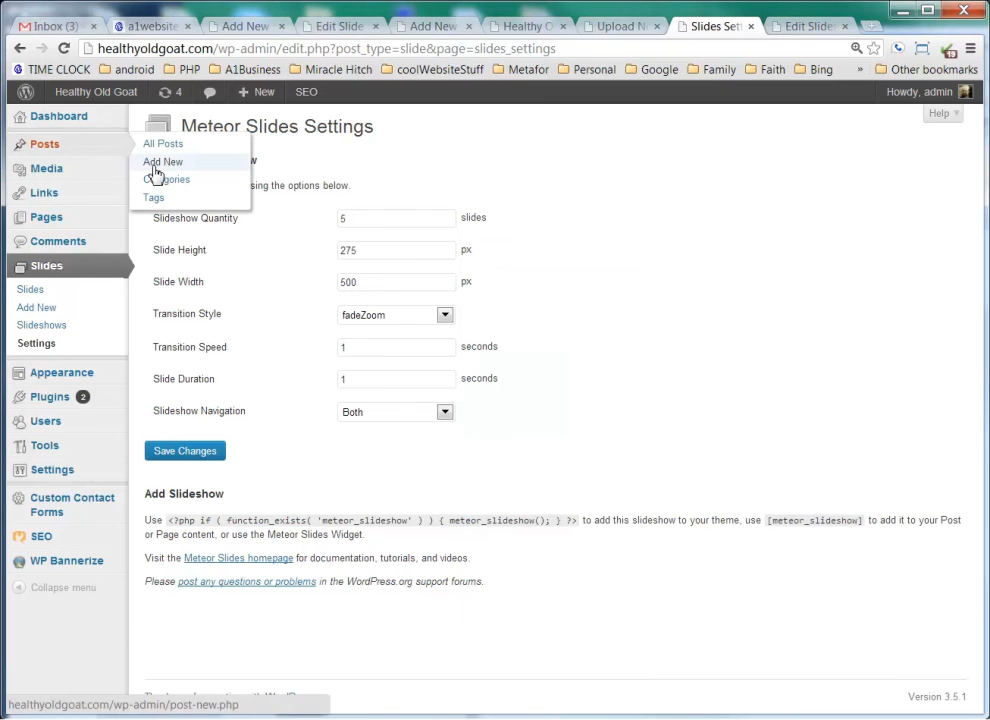 Inbox (3)
a1website
Add New
Edit Slide
Add New
Healthy O
Upload N
Slides Sett
Edit Slide
healthyoldgoat.com/wp-admin/edit.php?post_type=slide&page=slides_settings
TIME CLOCK
android
PHP
A1Business
Miracle Hitch
coolWebsiteStuff
Metafor
Personal
Google
Family
Faith
Bing
»
Other bookmarks
Healthy Old Goat
4
+ New
SEO
Howdy, admin
Dashboard
Posts
Media
Links
Pages
Comments
Slides
Slides
Add New
Slideshows
Settings
Appearance
Plugins 2
Users
Tools
Settings
Custom Contact
Forms
SEO
WP Bannerize
Collapse menu
All Posts
Add New
Tags
Help
Meteor Slides Settings
using the options below.
Slideshow Quantity 5 slides
Slide Height 275 px
Slide Width 500 px
Transition Style fadeZoom
Transition Speed 1 seconds
Slide Duration 1 seconds
Slideshow Navigation Both
Save Changes
Add Slideshow
Use <?php if ( function_exists( 'meteor_slideshow' ) ) { meteor_slideshow(); } ?> to add this slideshow to your theme, use [meteor_slideshow] to add it to your Post
or Page content, or use the Meteor Slides Widget.
Visit the Meteor Slides homepage for documentation, tutorials, and videos.
Please post any questions or problems in the WordPress.org support forums.
Version 3.5.1
healthyoldgoat.com/wp-admin/post-new.php